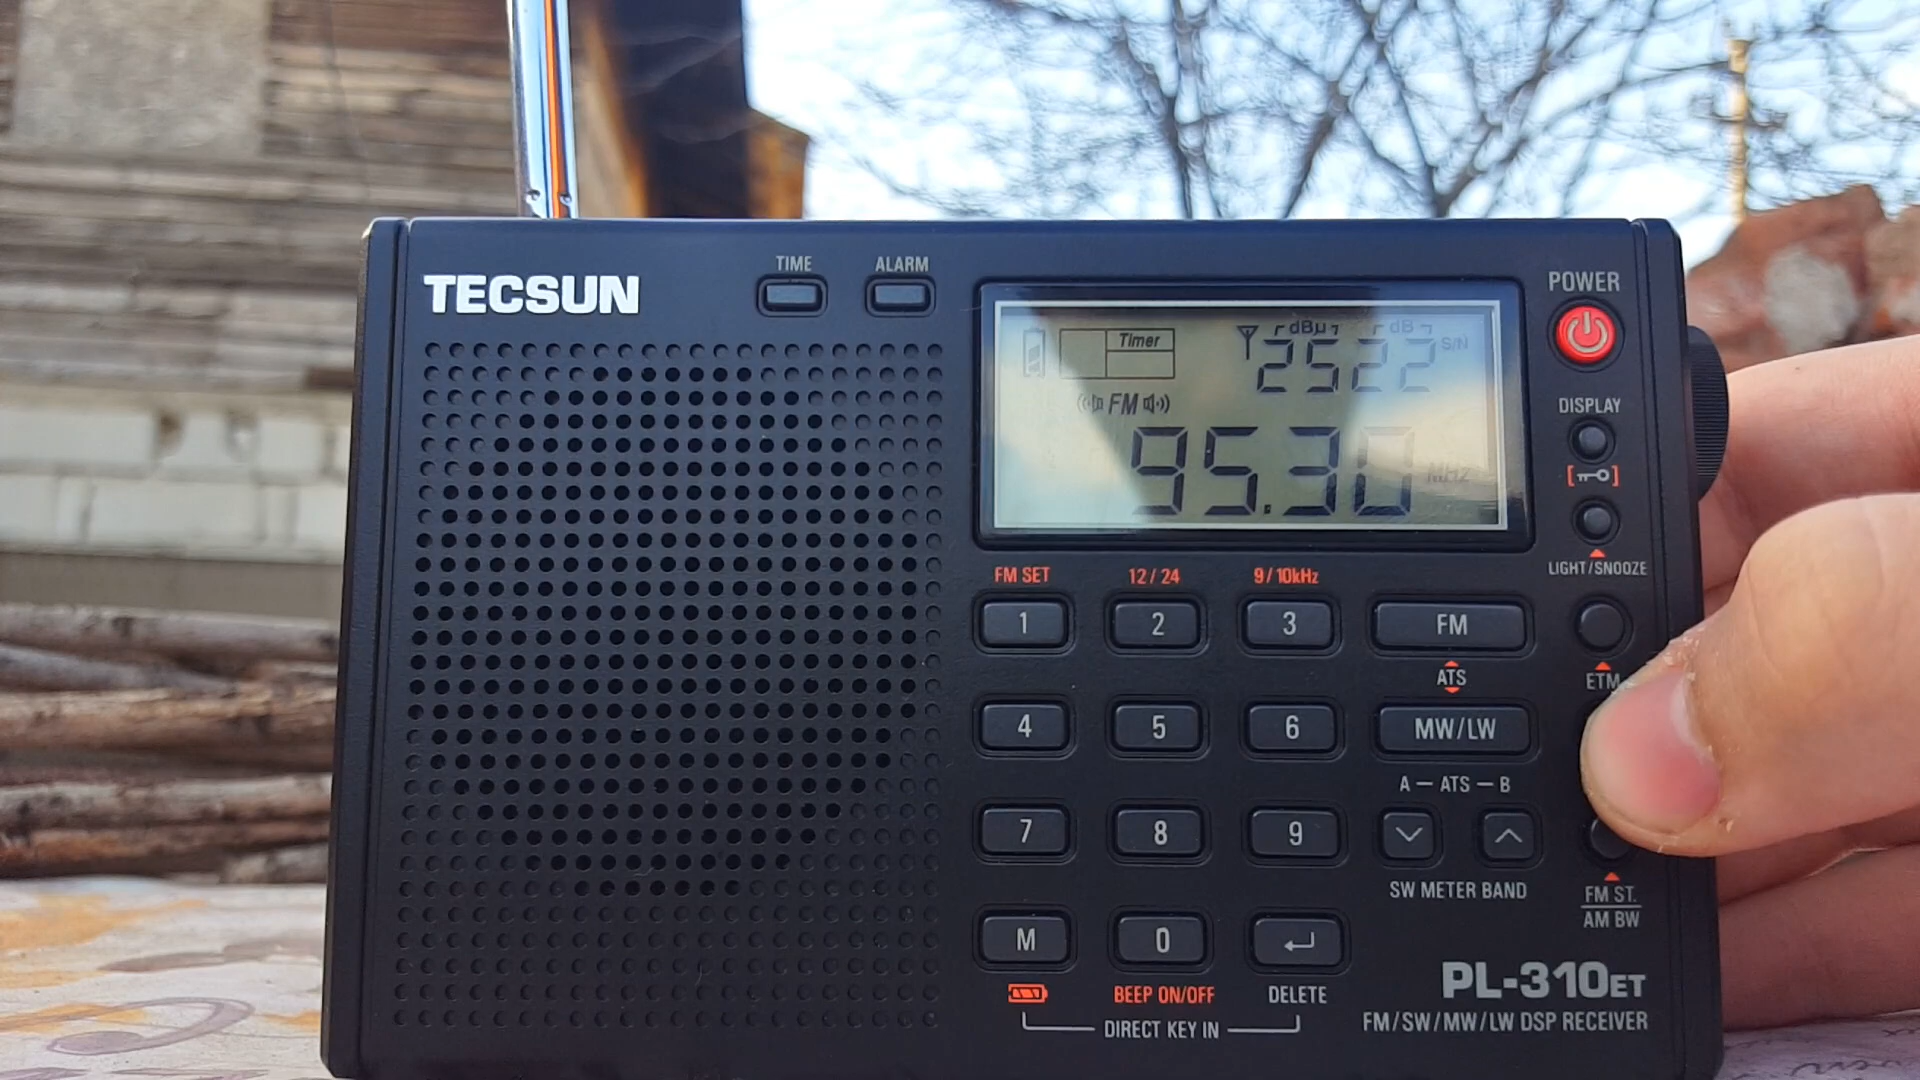 TECSUN
TIME
ALARM
POWER
Timer
dBμ
dB
2522
S/N
DISPLAY
FM
95.30
MHz
LIGHT/SNOOZE
FM SET
12/24
9/10kHz
1
2
3
FM
ATS
ETM
4
5
6
MW/LW
A — ATS — B
7
8
9
SW METER BAND
FM ST.
AM BW
M
0
BEEP ON/OFF
DELETE
DIRECT KEY IN
PL-310ET
FM/SW/MW/LW DSP RECEIVER